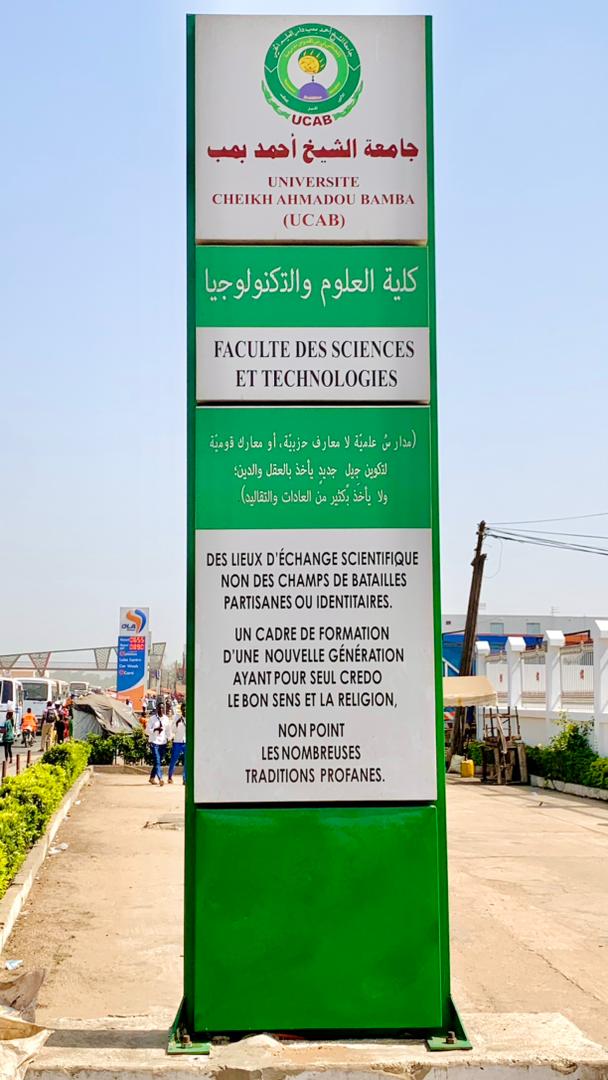 UCAB
جامعة الشيخ أحمد بمب
UNIVERSITE
CHEIKH AHMADOU BAMBA
(UCAB)
كلية العلوم والتكنولوجيا
FACULTE DES SCIENCES
ET TECHNOLOGIES
(مدارسُ علميّة لا معارف حزبيّة، أو معارك قوميّة
لتكوين جيل جديدٍ يأخذ بالعقل والدين؛
ولا يأخذ بكثير من العادات والتقاليد)
DES LIEUX D'ÉCHANGE SCIENTIFIQUE
NON DES CHAMPS DE BATAILLES
PARTISANES OU IDENTITAIRES.
UN CADRE DE FORMATION
D'UNE NOUVELLE GÉNÉRATION
AYANT POUR SEUL CREDO
LE BON SENS ET LA RELIGION,
NON POINT
LES NOMBREUSES
TRADITIONS PROFANES.
OLA